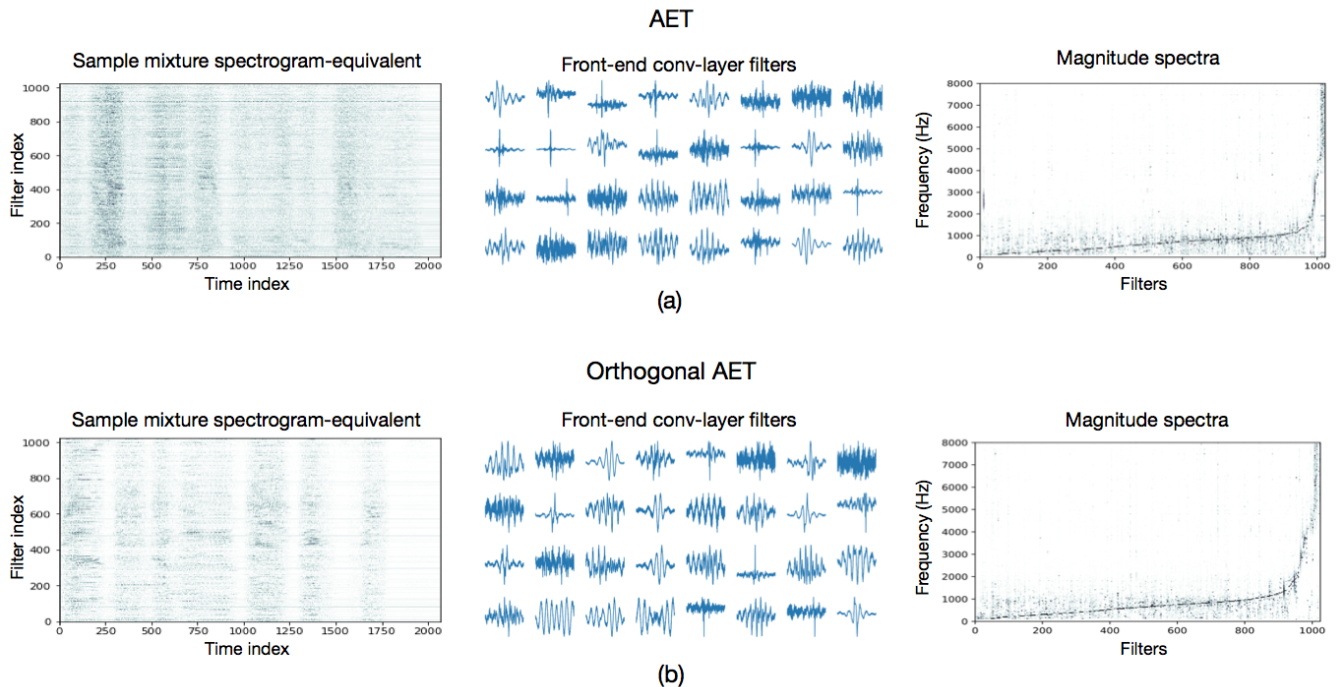 AET
Sample mixture spectrogram-equivalent
Front-end conv-layer filters
Magnitude spectra
Filter index
1000
800
600
400
200
0
0 250 500 750 1000 1250 1500 1750 2000
Time index
Frequency (Hz)
8000
7000
6000
5000
4000
3000
2000
1000
0
0 200 400 600 800 1000
Filters
(a)
Orthogonal AET
Sample mixture spectrogram-equivalent
Front-end conv-layer filters
Magnitude spectra
Filter index
1000
800
600
400
200
0
0 250 500 750 1000 1250 1500 1750 2000
Time index
Frequency (Hz)
8000
7000
6000
5000
4000
3000
2000
1000
0
0 200 400 600 800 1000
Filters
(b)